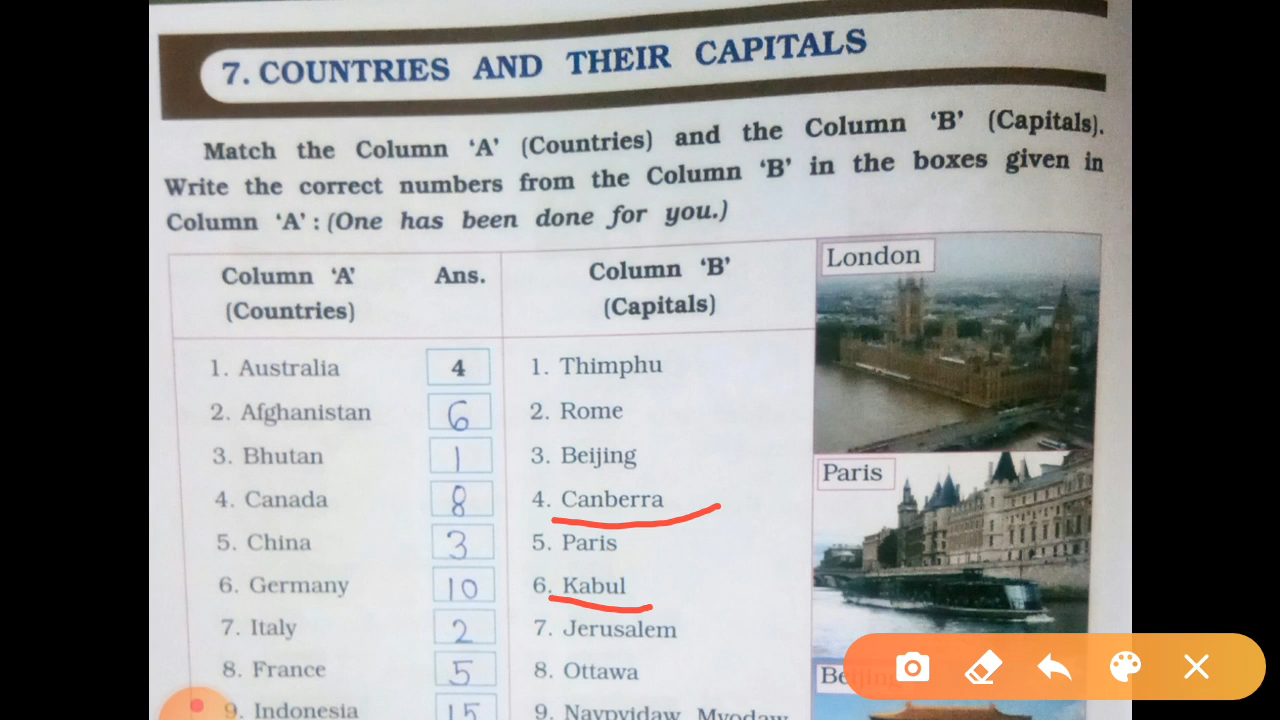 7. COUNTRIES AND THEIR CAPITALS
Match the Column ‘A’ (Countries) and the Column ‘B’ (Capitals).
Write the correct numbers from the Column ‘B’ in the boxes given in
Column ‘A’ : (One has been done for you.)
Column ‘A’ Ans. Column ‘B’
(Countries) (Capitals)
1. Australia 4 1. Thimphu
2. Afghanistan 6 2. Rome
3. Bhutan 1 3. Beijing
4. Canada 8 4. Canberra
5. China 3 5. Paris
6. Germany 10 6. Kabul
7. Italy 2 7. Jerusalem
8. France 5 8. Ottawa
9. Indonesia 15 9. Naypyidaw, Myodaw
London
Paris
Beijing